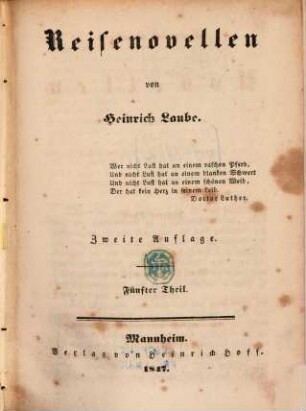 Reisenovellen
von
Heinrich Laube.
Wer nicht Lust hat an einem raschen Pferd,
Und nicht Lust hat an einem blanken Schwert
Und nicht Lust hat an einem schönen Weib,
Der hat kein Herz in seinem Leib.
Doctor Luther.
Zweite Auflage.
Fünfter Theil.
Mannheim.
Verlag von Heinrich Hoff.
1847.